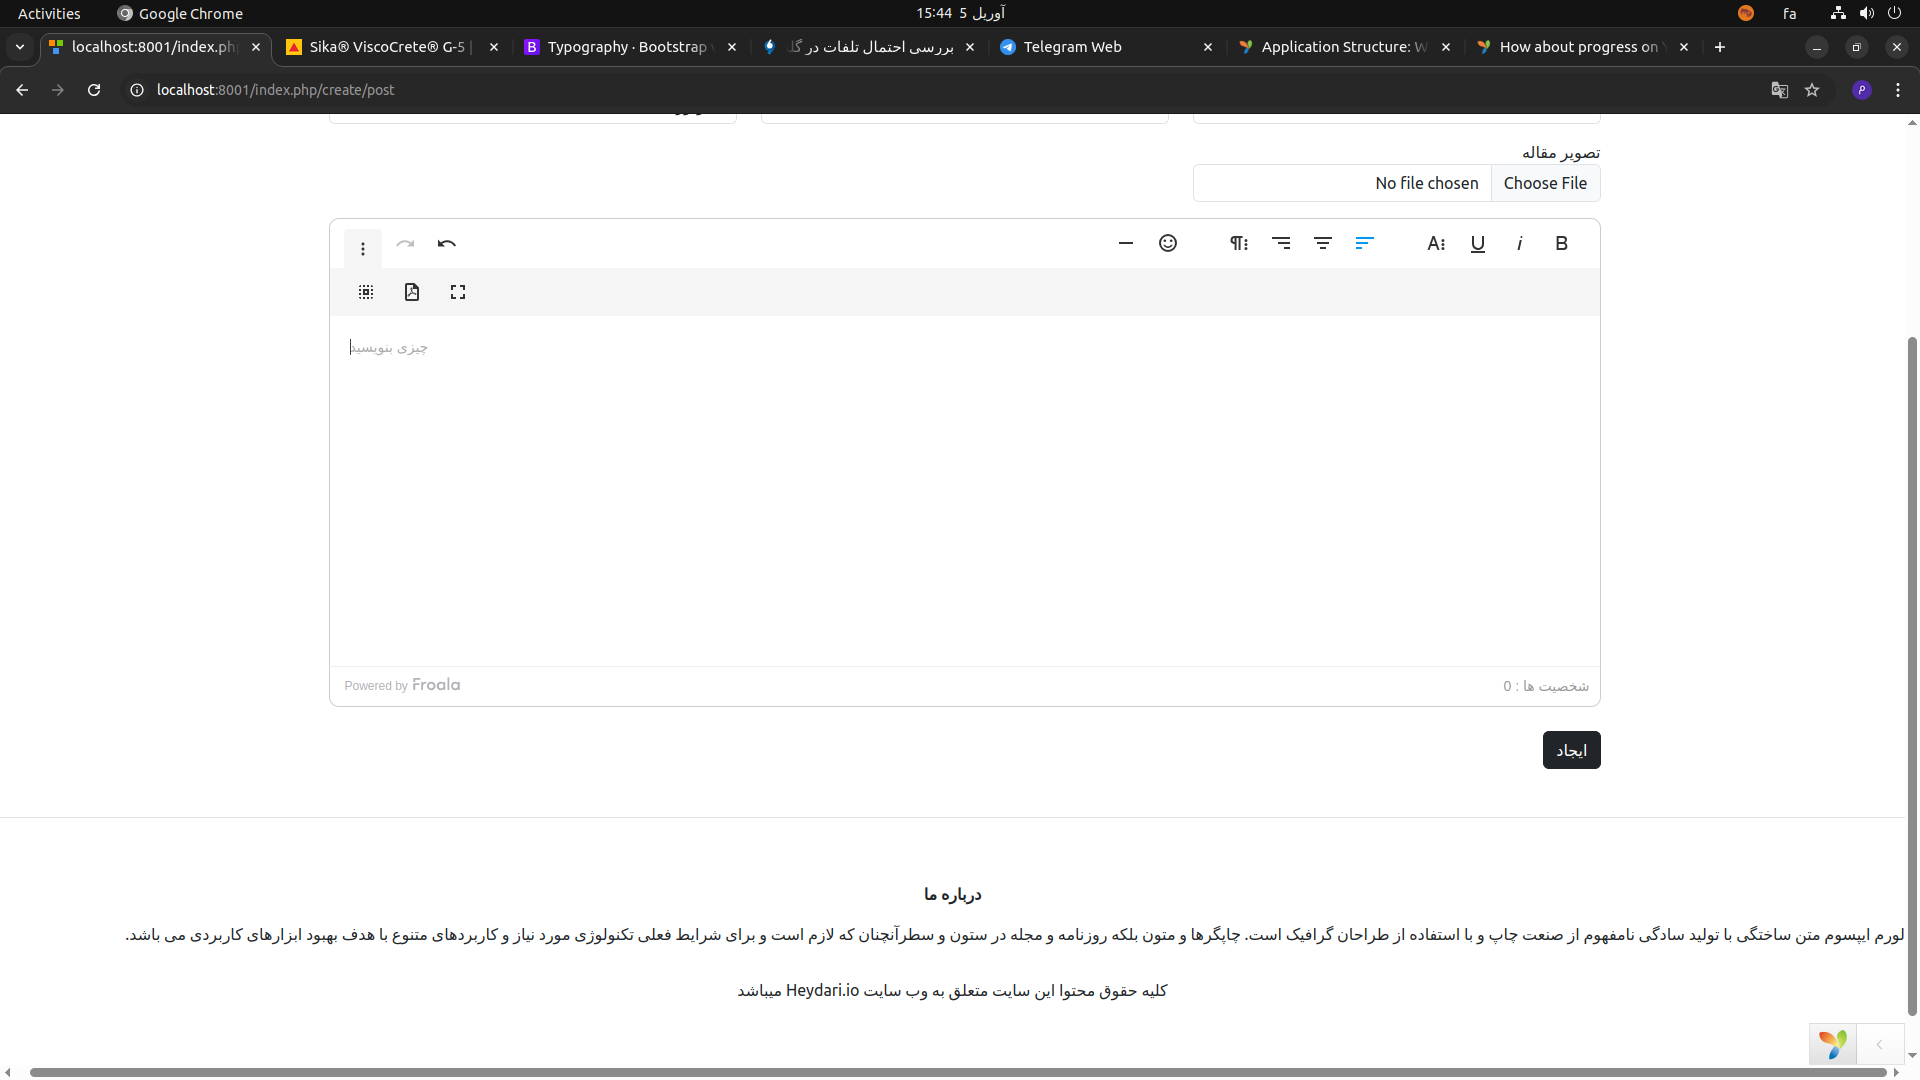 Activities
Google Chrome
آوریل 5 15:44
fa
localhost:8001/index.ph
Sika® ViscoCrete® G-5 |
Typography · Bootstrap
بررسی احتمال تلفات در
Telegram Web
Application Structure: W
How about progress on
localhost:8001/index.php/create/post
تصویر مقاله
Choose File No file chosen
چیزی بنویسید
Powered by Froala
شخصیت ها : 0
ایجاد
درباره ما
لورم ایپسوم متن ساختگی با تولید سادگی نامفهوم از صنعت چاپ و با استفاده از طراحان گرافیک است. چاپگرها و متون بلکه روزنامه و مجله در ستون و سطرآنچنان که لازم است و برای شرایط فعلی تکنولوژی مورد نیاز و کاربردهای متنوع با هدف بهبود ابزارهای کاربردی می باشد.
کلیه حقوق محتوا این سایت متعلق به وب سایت Heydari.io میباشد